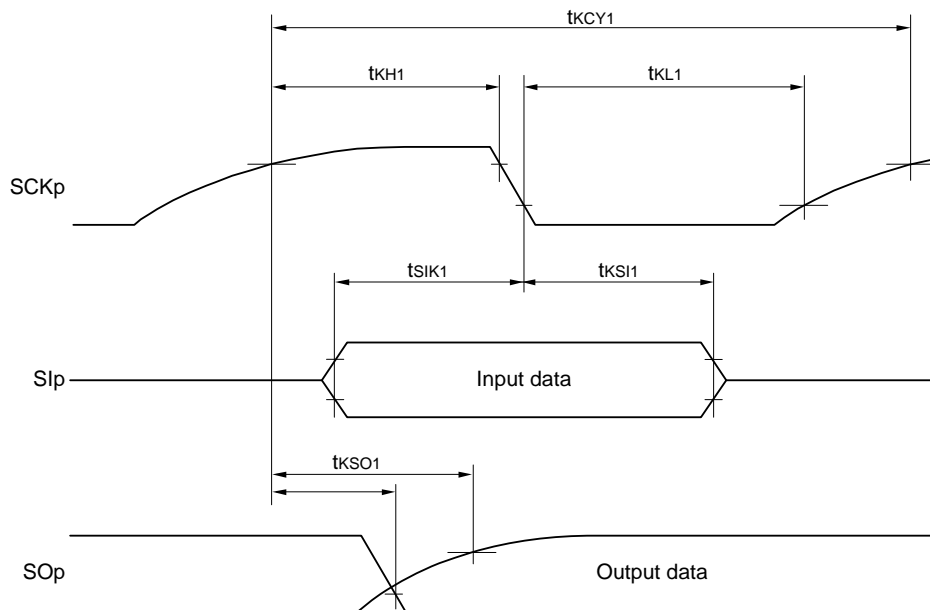 tKCY1
tKH1
tKL1
SCKp
tSIK1
tKSI1
SIp
Input data
tKSO1
SOp
Output data